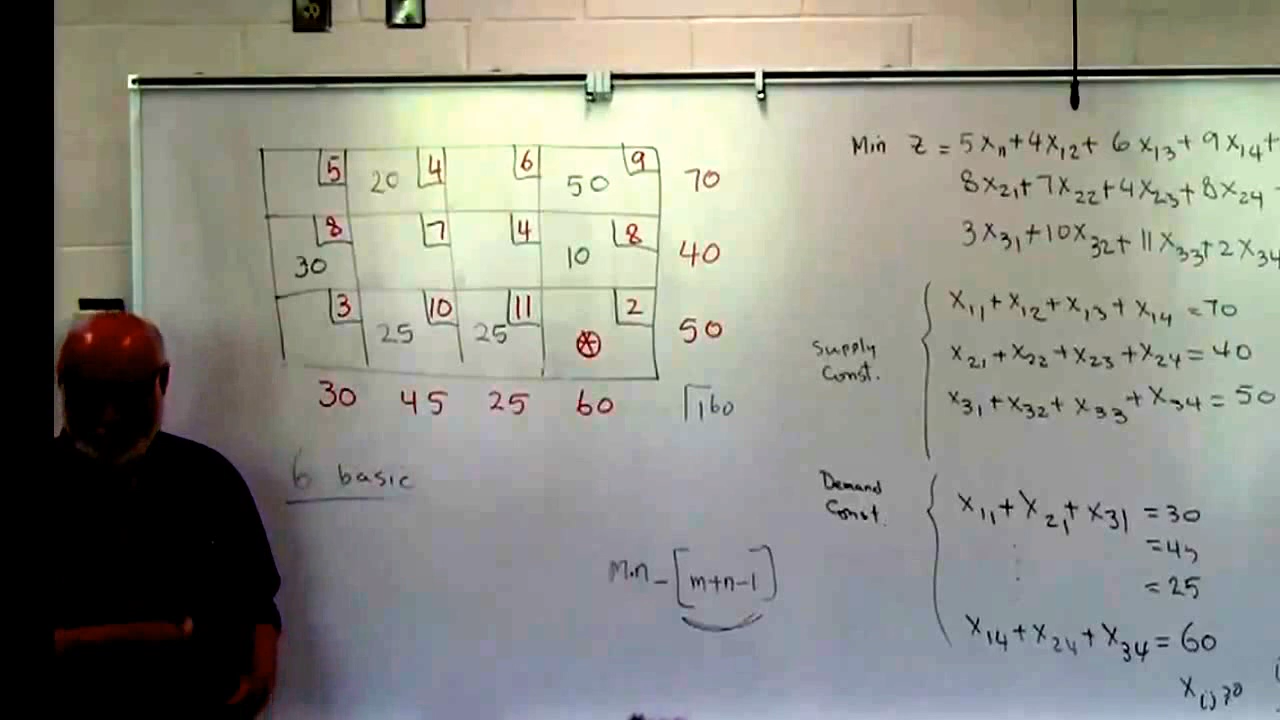 5 4 6 9
20 50 70
8 7 4 8
30 10 40
3 10 11 2
25 25 * 50
30 45 25 60 160
6 basic
M.n - [m+n-1]
Min Z = 5x11 + 4x12 + 6x13 + 9x14 +
8x21 + 7x22 + 4x23 + 8x24
3x31 + 10x32 + 11x33 + 2x34
Supply Const.
x11 + x12 + x13 + x14 = 70
x21 + x22 + x23 + x24 = 40
x31 + x32 + x33 + x34 = 50
Demand Const.
x11 + x21 + x31 = 30
= 45
= 25
x14 + x24 + x34 = 60
xij ≥ 0